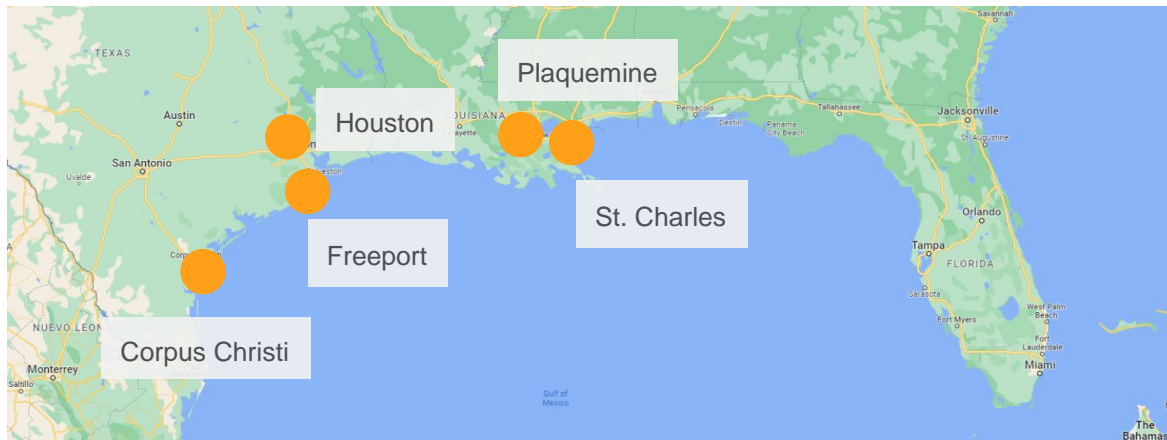 Savannah
TEXAS
Plaquemine
Austin
Houston
LOUISIANA
Pensacola
Destin
Panama
City Beach
Tallahassee
Jacksonville
St. Augustine
San Antonio
Uvalde
St. Charles
Orlando
Freeport
Tampa
FLORIDA
Sarasota
West Palm
Beach
Fort Myers
Fort
Lauderdale
Miami
NUEVO LEON
Corpus Christi
Monterrey
Saltillo
Gulf of
Mexico
The
Bahamas